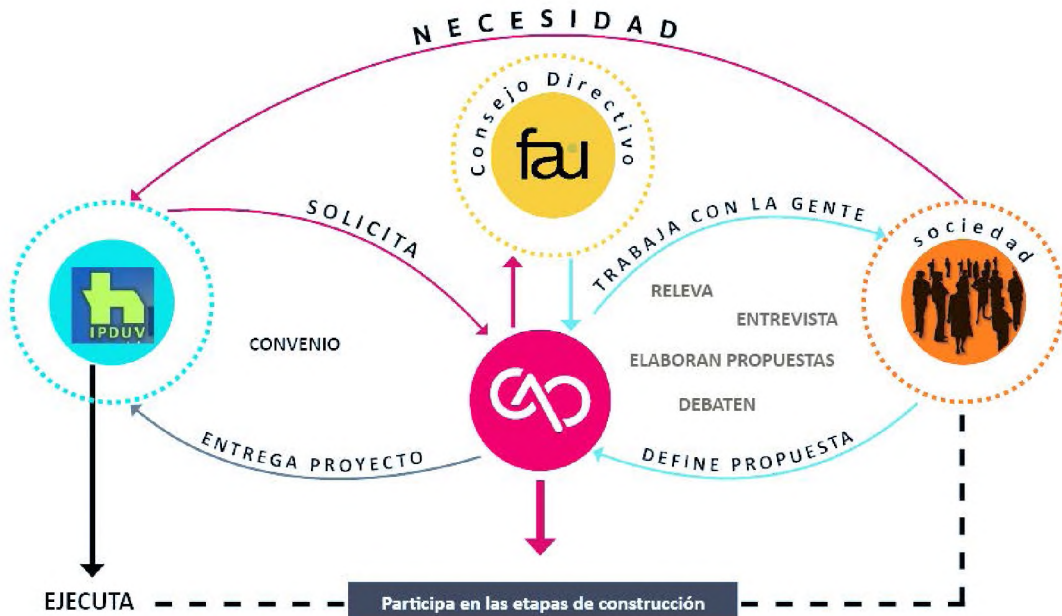 NECESIDAD
Consejo Directivo
fau
SOLICITA
TRABAJA CON LA GENTE
sociedad
RELEVA
IPDUV
ENTREVISTA
CONVENIO
ELABORAN PROPUESTAS
DEBATEN
ENTREGA PROYECTO
DEFINE PROPUESTA
EJECUTA
Participa en las etapas de construcción